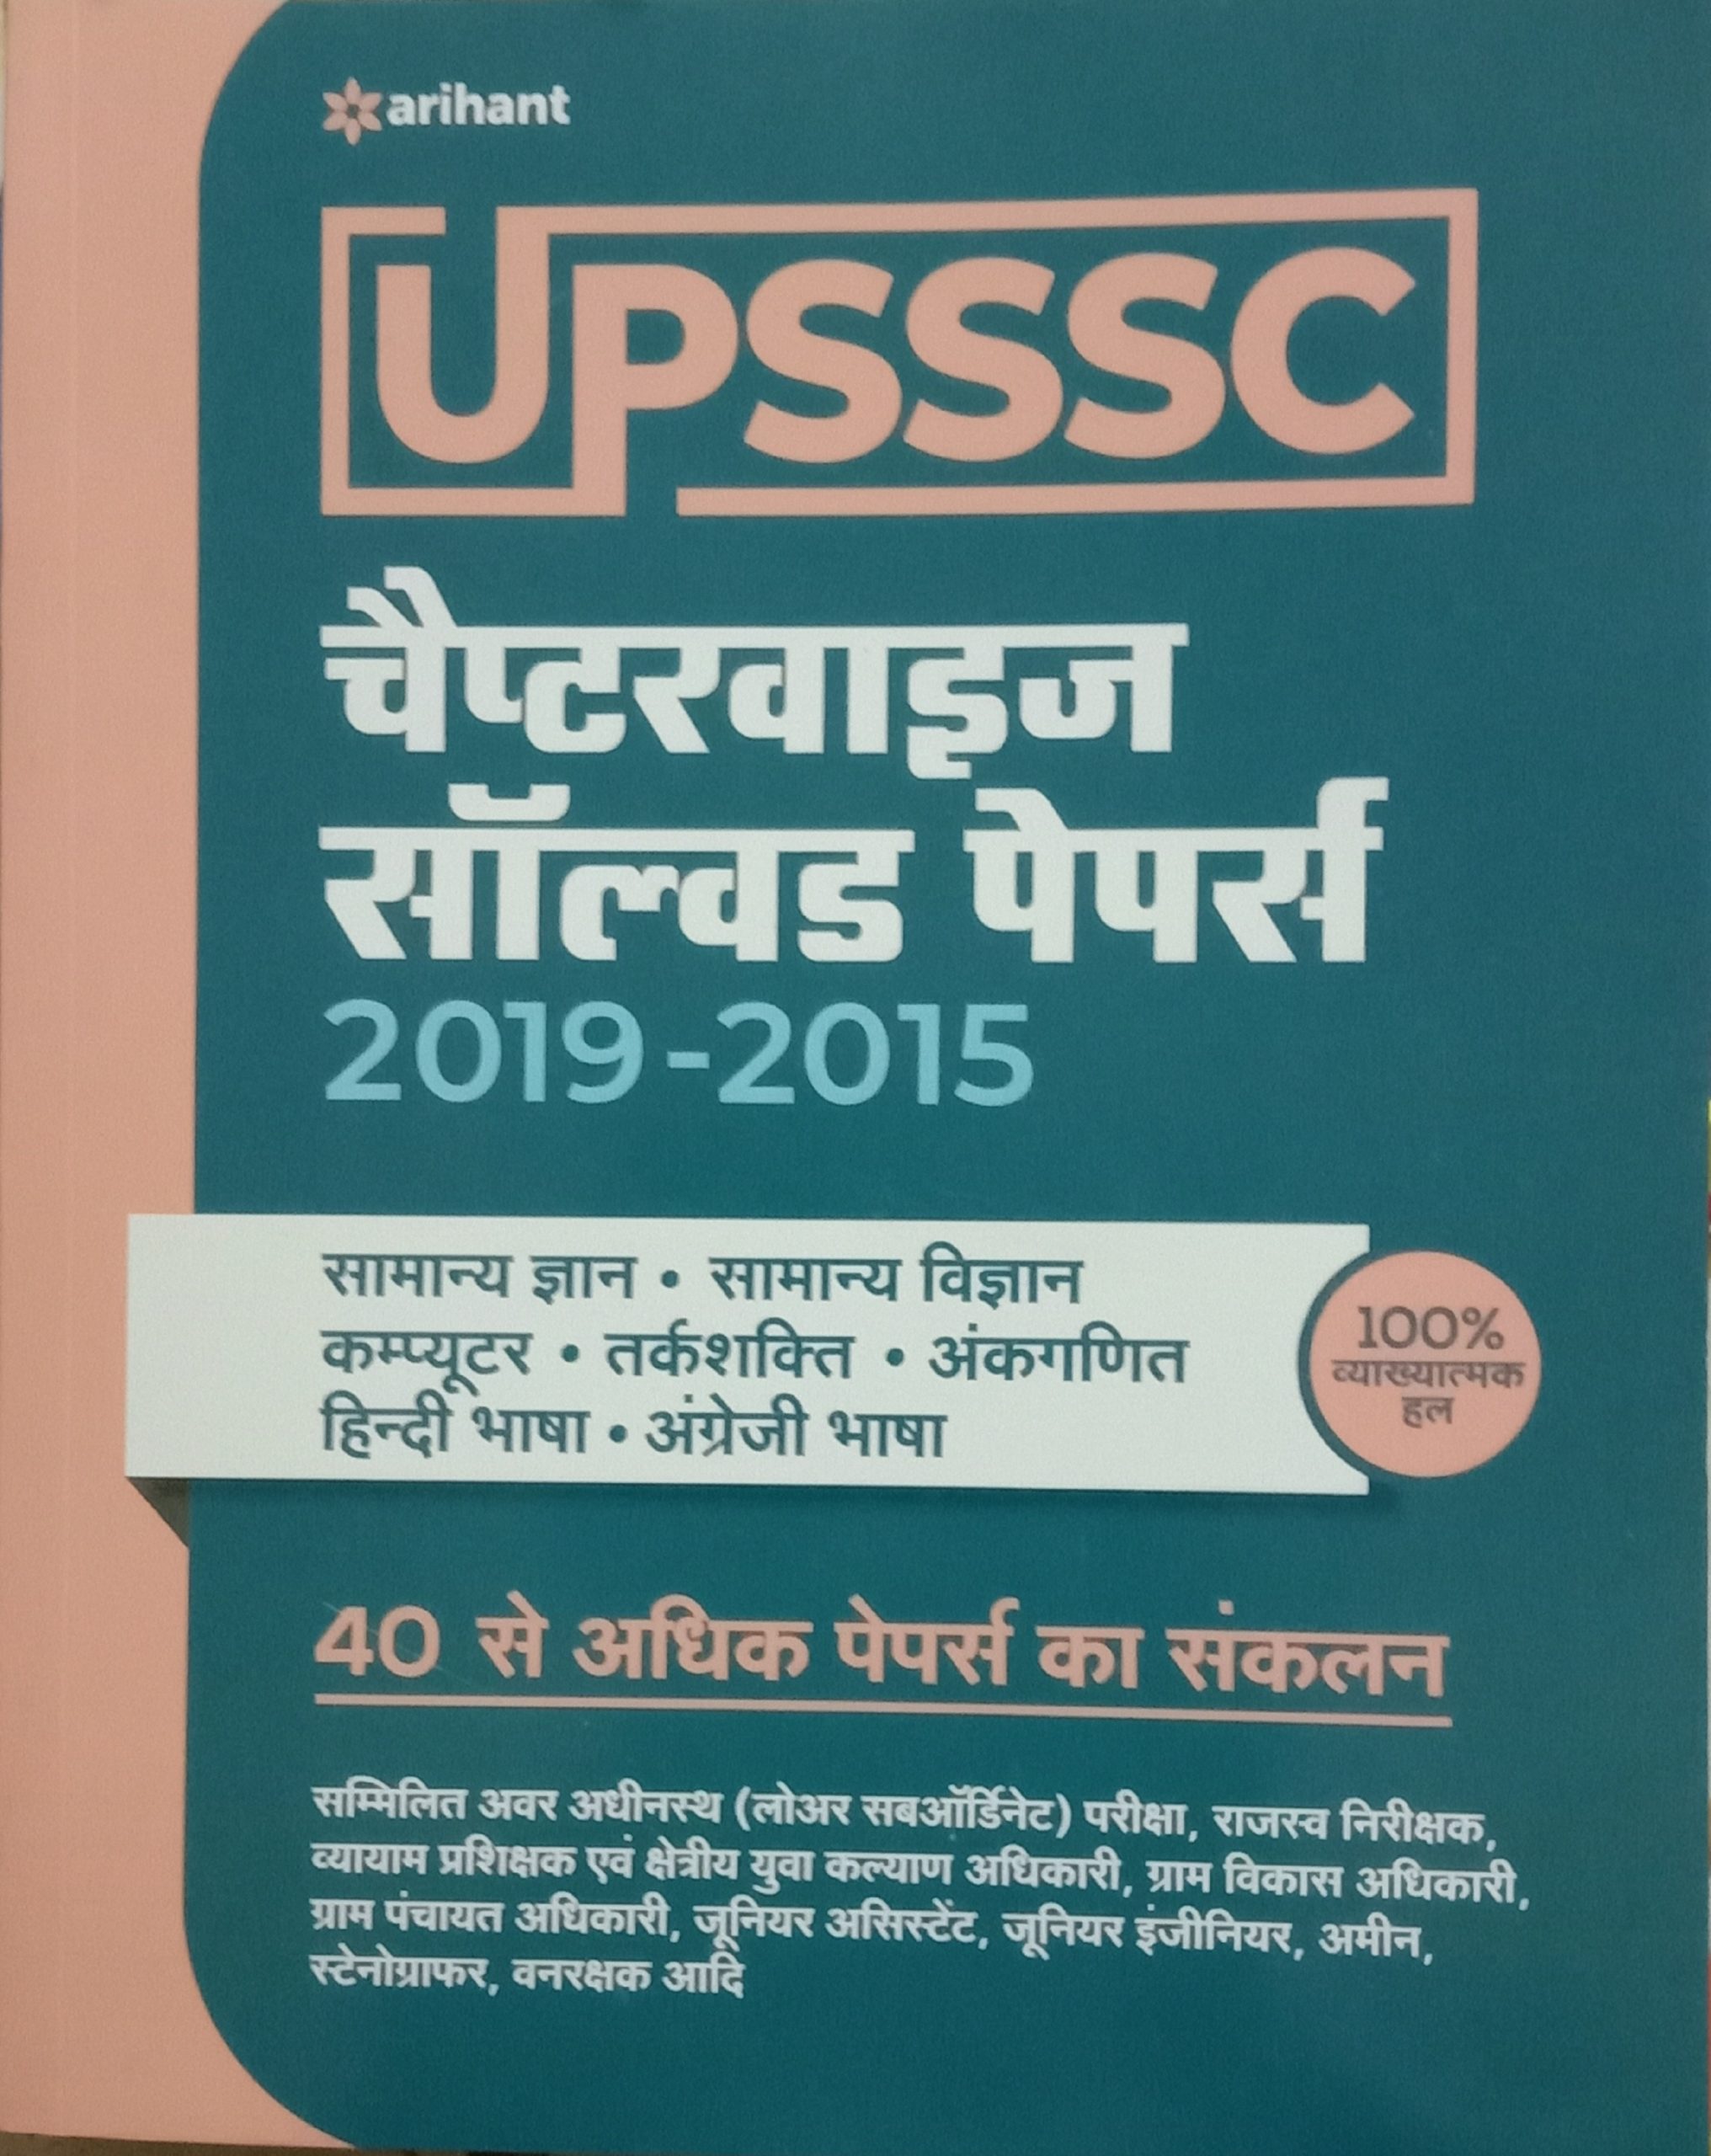 arihant
UPSSSC
चैप्टरवाइज
सॉल्वड पेपर्स
2019-2015
सामान्य ज्ञान • सामान्य विज्ञान
कम्प्यूटर • तर्कशक्ति • अंकगणित
हिन्दी भाषा • अंग्रेजी भाषा
100%
व्याख्यात्मक
हल
40 से अधिक पेपर्स का संकलन
सम्मिलित अवर अधीनस्थ (लोअर सबऑर्डिनेट) परीक्षा, राजस्व निरीक्षक,
व्यायाम प्रशिक्षक एवं क्षेत्रीय युवा कल्याण अधिकारी, ग्राम विकास अधिकारी,
ग्राम पंचायत अधिकारी, जूनियर असिस्टेंट, जूनियर इंजीनियर, अमीन,
स्टेनोग्राफर, वनरक्षक आदि